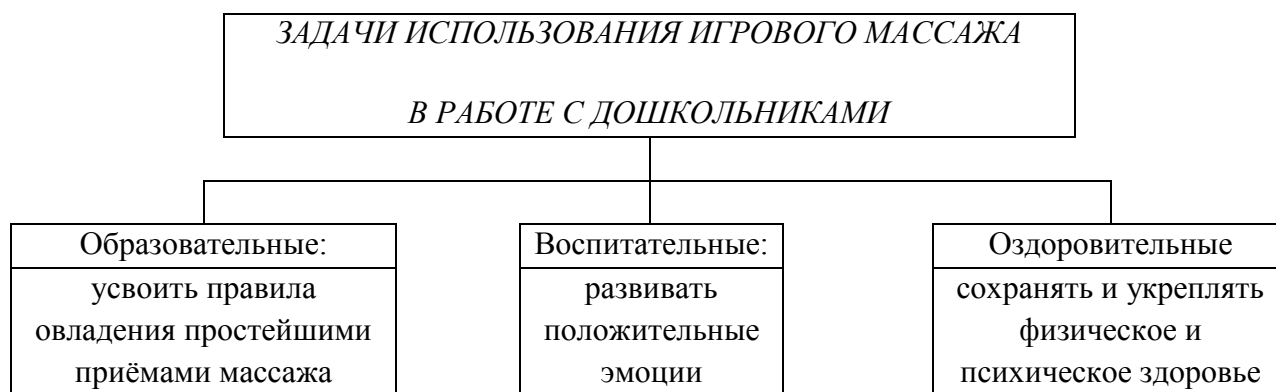 ЗАДАЧИ ИСПОЛЬЗОВАНИЯ ИГРОВОГО МАССАЖА
В РАБОТЕ С ДОШКОЛЬНИКАМИ
Образовательные:
усвоить правила
овладения простейшими
приёмами массажа
Воспитательные:
развивать
положительные
эмоции
Оздоровительные
сохранять и укреплять
физическое и
психическое здоровье